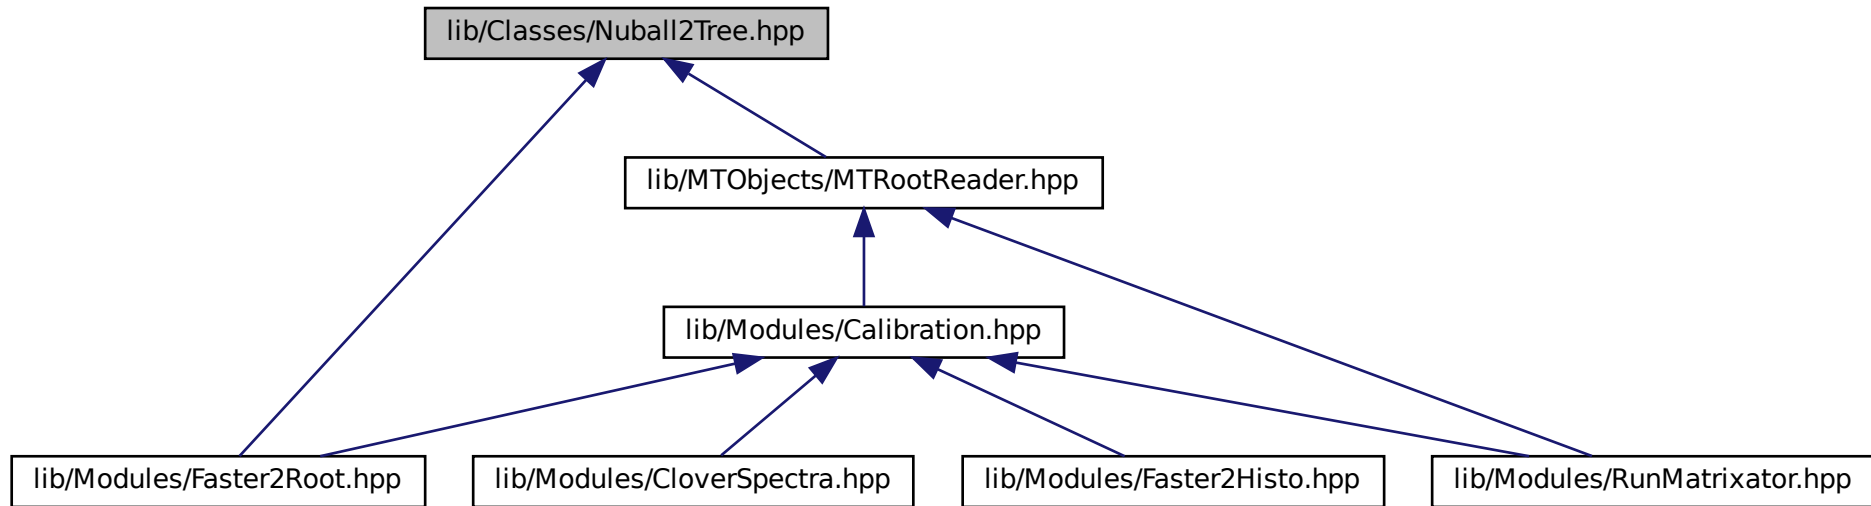 lib/Classes/Nuball2Tree.hpp
lib/MTObjects/MTRootReader.hpp
lib/Modules/Calibration.hpp
lib/Modules/Faster2Root.hpp
lib/Modules/CloverSpectra.hpp
lib/Modules/Faster2Histo.hpp
lib/Modules/RunMatrixator.hpp